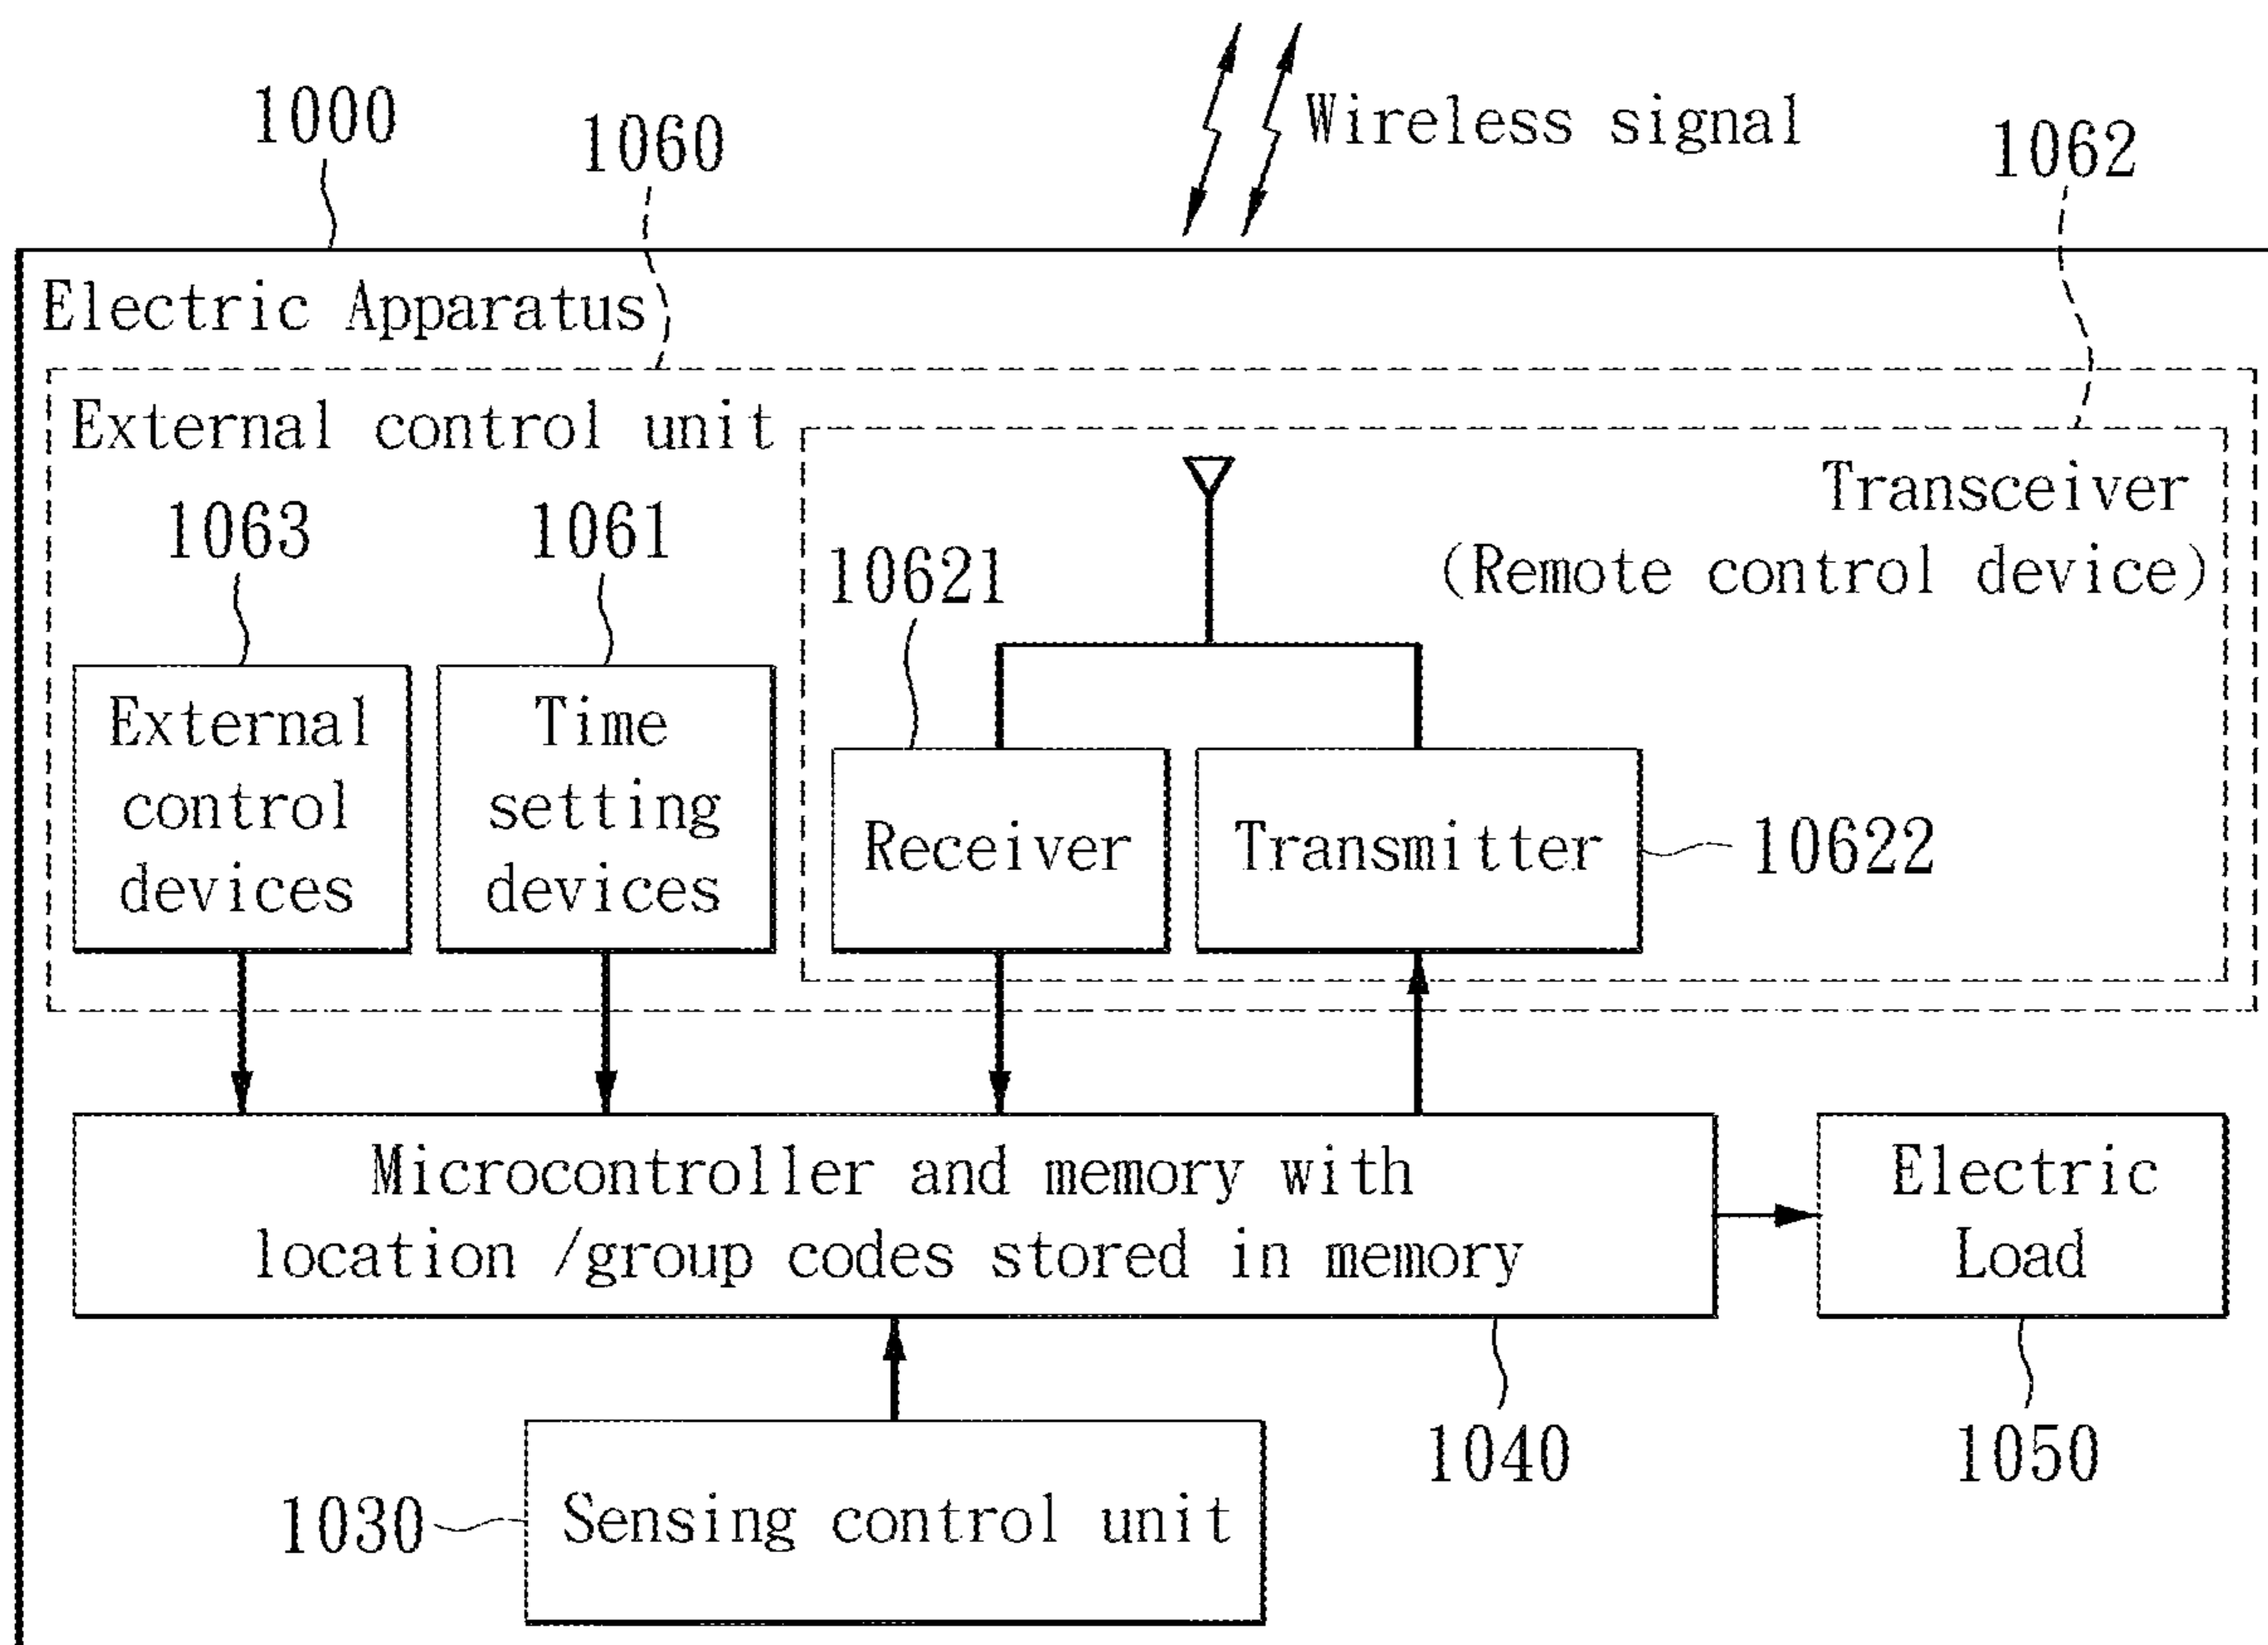 1000
1060
Wireless signal
1062
Electric Apparatus
External control unit
Transceiver
(Remote control device)
1063
1061
10621
External
control
devices
Time
setting
devices
Receiver
Transmitter
10622
Microcontroller and memory with
location /group codes stored in memory
Electric
Load
1040
1050
1030
Sensing control unit